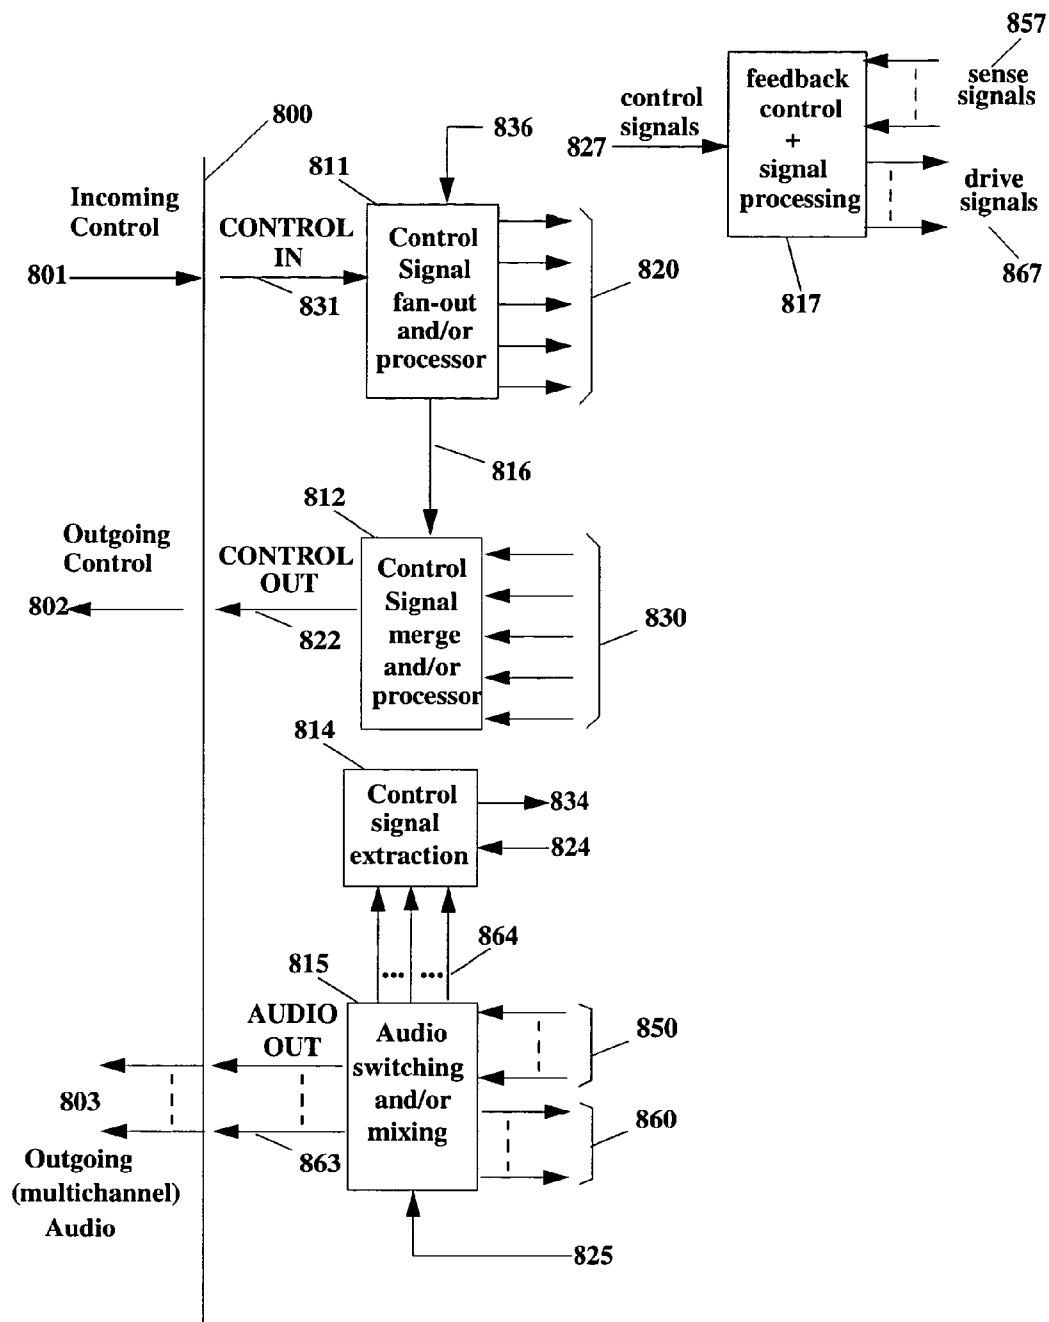 857
sense
signals
feedback
control
+
signal
processing
control
signals
827
drive
signals
867
817
800
836
811
Incoming
Control
801
CONTROL
IN
831
Control
Signal
fan-out
and/or
processor
820
816
812
Outgoing
Control
802
CONTROL
OUT
822
Control
Signal
merge
and/or
processor
830
814
Control
signal
extraction
834
824
864
815
AUDIO
OUT
Audio
switching
and/or
mixing
850
860
803
863
Outgoing
(multichannel)
Audio
825